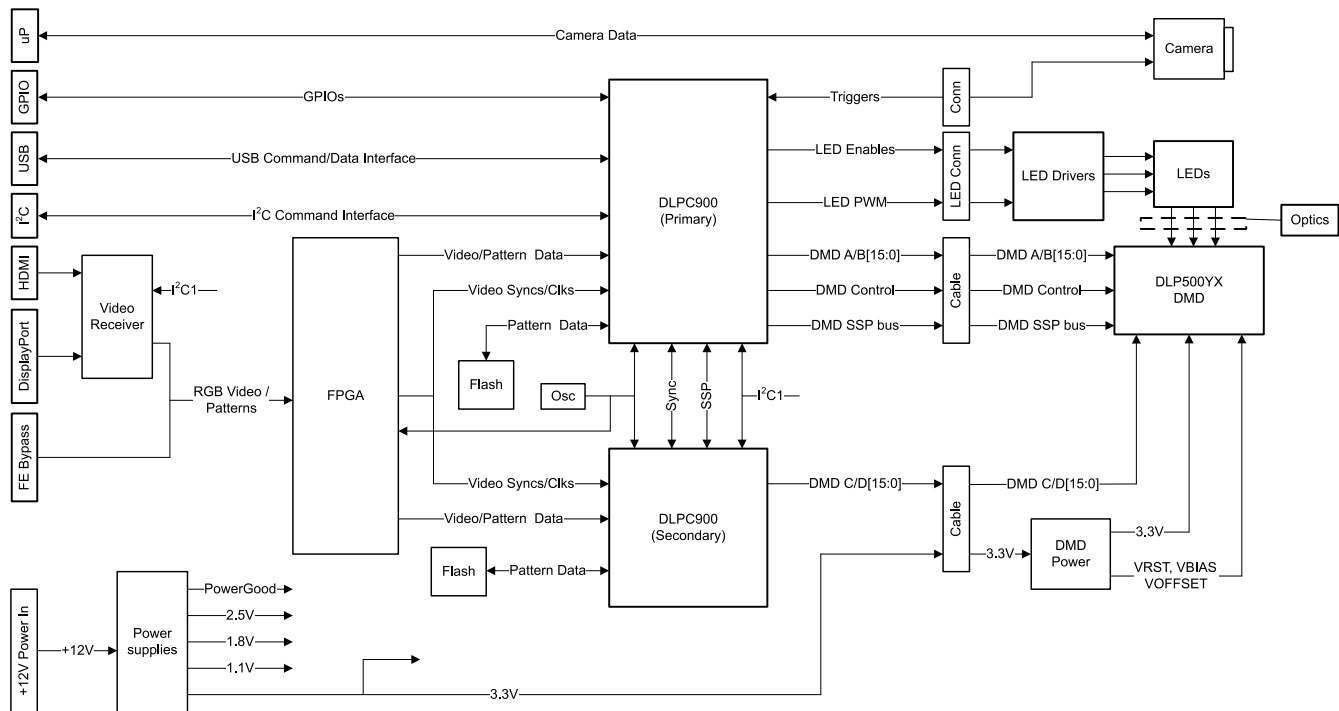 uP
Camera Data
Camera
GPIO
GPIOs
Triggers
Conn
USB
USB Command/Data Interface
DLPC900
(Primary)
LED Enables
LED PWM
LED Conn
LED Drivers
LEDs
Optics
I²C
I²C Command Interface
HDMI
DisplayPort
FE Bypass
Video
Receiver
I²C1
RGB Video /
Patterns
FPGA
Video/Pattern Data
Video Syncs/Clks
Pattern Data
Flash
Osc
Sync
SSP
I²C1
DMD A/B[15:0]
DMD Control
DMD SSP bus
Cable
DMD A/B[15:0]
DMD Control
DMD SSP bus
DLP500YX
DMD
Video Syncs/Clks
Video/Pattern Data
Flash
Pattern Data
DLPC900
(Secondary)
DMD C/D[15:0]
Cable
DMD C/D[15:0]
3.3V
DMD
Power
3.3V
VRST, VBIAS
VOFFSET
+12V Power In
+12V
Power
supplies
PowerGood
2.5V
1.8V
1.1V
3.3V